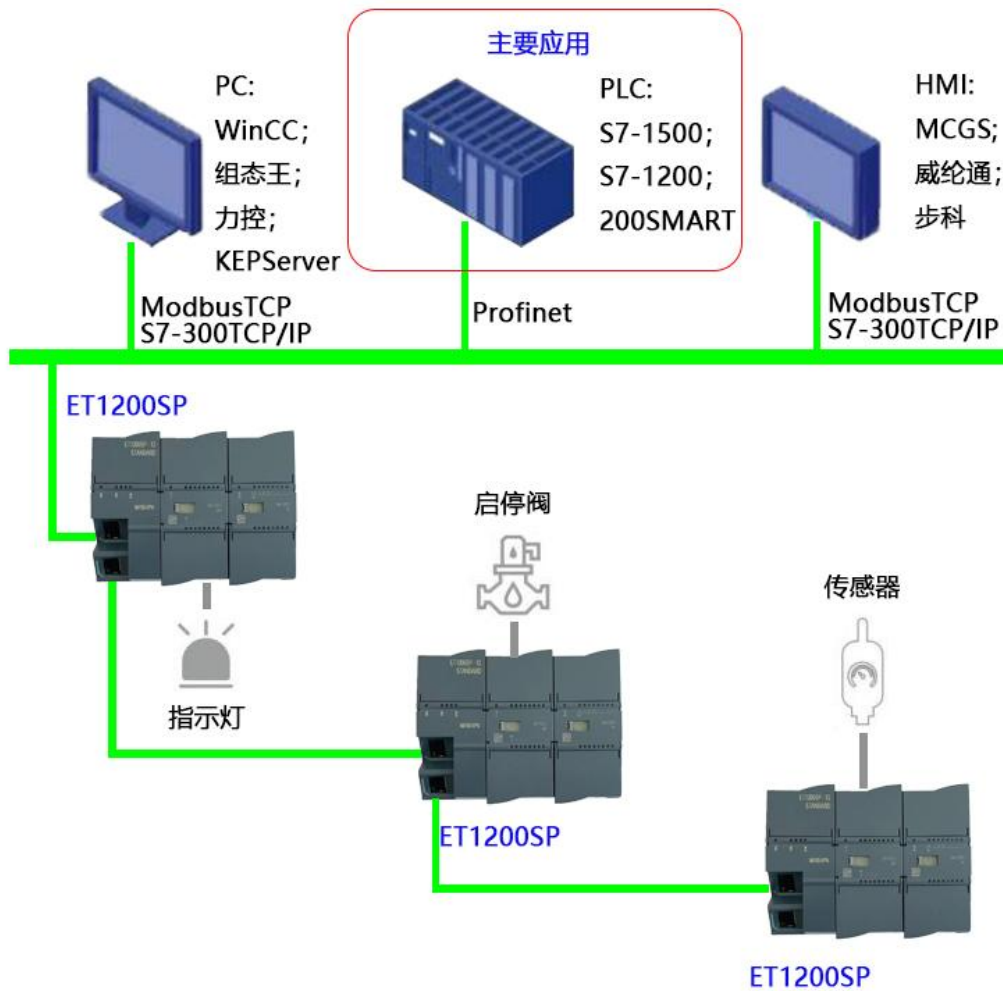 主要应用
PC:
WinCC;
组态王;
力控;
KEPServer
PLC:
S7-1500;
S7-1200;
200SMART
HMI:
MCGS;
威纶通;
步科
ModbusTCP
S7-300TCP/IP
Profinet
ModbusTCP
S7-300TCP/IP
ET1200SP
启停阀
传感器
指示灯
ET1200SP
ET1200SP